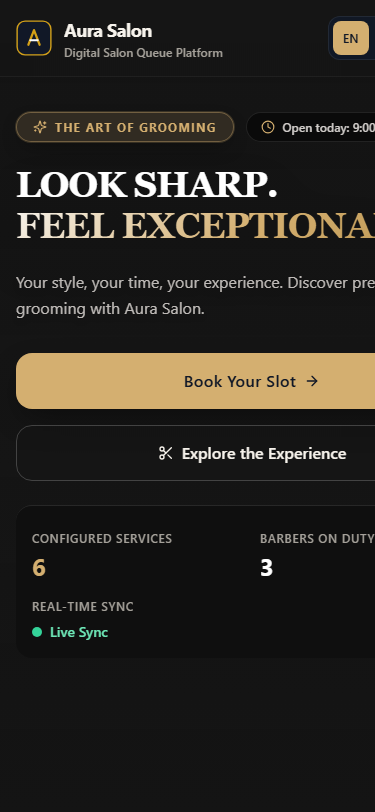 A
Aura Salon
Digital Salon Queue Platform
EN
THE ART OF GROOMING
Open today: 9:00
LOOK SHARP.
FEEL EXCEPTIONA
Your style, your time, your experience. Discover pre
grooming with Aura Salon.
Book Your Slot →
Explore the Experience
CONFIGURED SERVICES
6
BARBERS ON DUTY
3
REAL-TIME SYNC
Live Sync